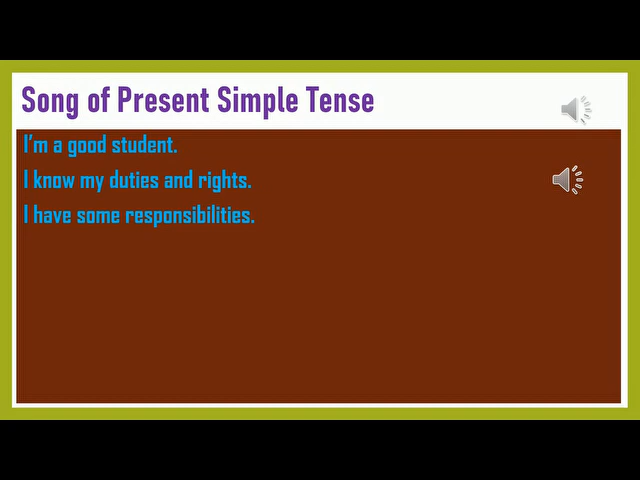 Song of Present Simple Tense
I'm a good student.
I know my duties and rights.
I have some responsibilities.